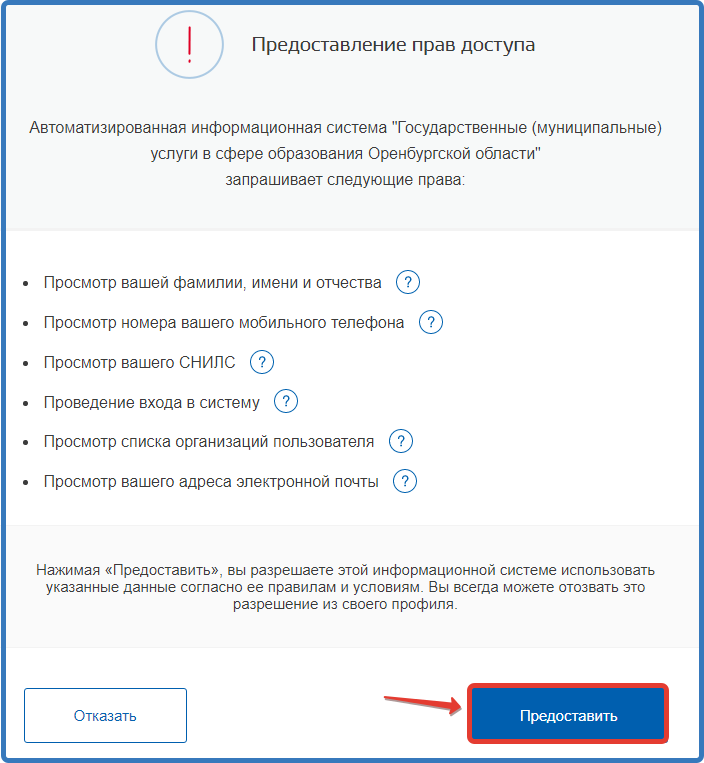 Предоставление прав доступа
Автоматизированная информационная система "Государственные (муниципальные)
услуги в сфере образования Оренбургской области"
запрашивает следующие права:
• Просмотр вашей фамилии, имени и отчества ?
• Просмотр номера вашего мобильного телефона ?
• Просмотр вашего СНИЛС ?
• Проведение входа в систему ?
• Просмотр списка организаций пользователя ?
• Просмотр вашего адреса электронной почты ?
Нажимая «Предоставить», вы разрешаете этой информационной системе использовать
указанные данные согласно ее правилам и условиям. Вы всегда можете отозвать это
разрешение из своего профиля.
Отказать
Предоставить